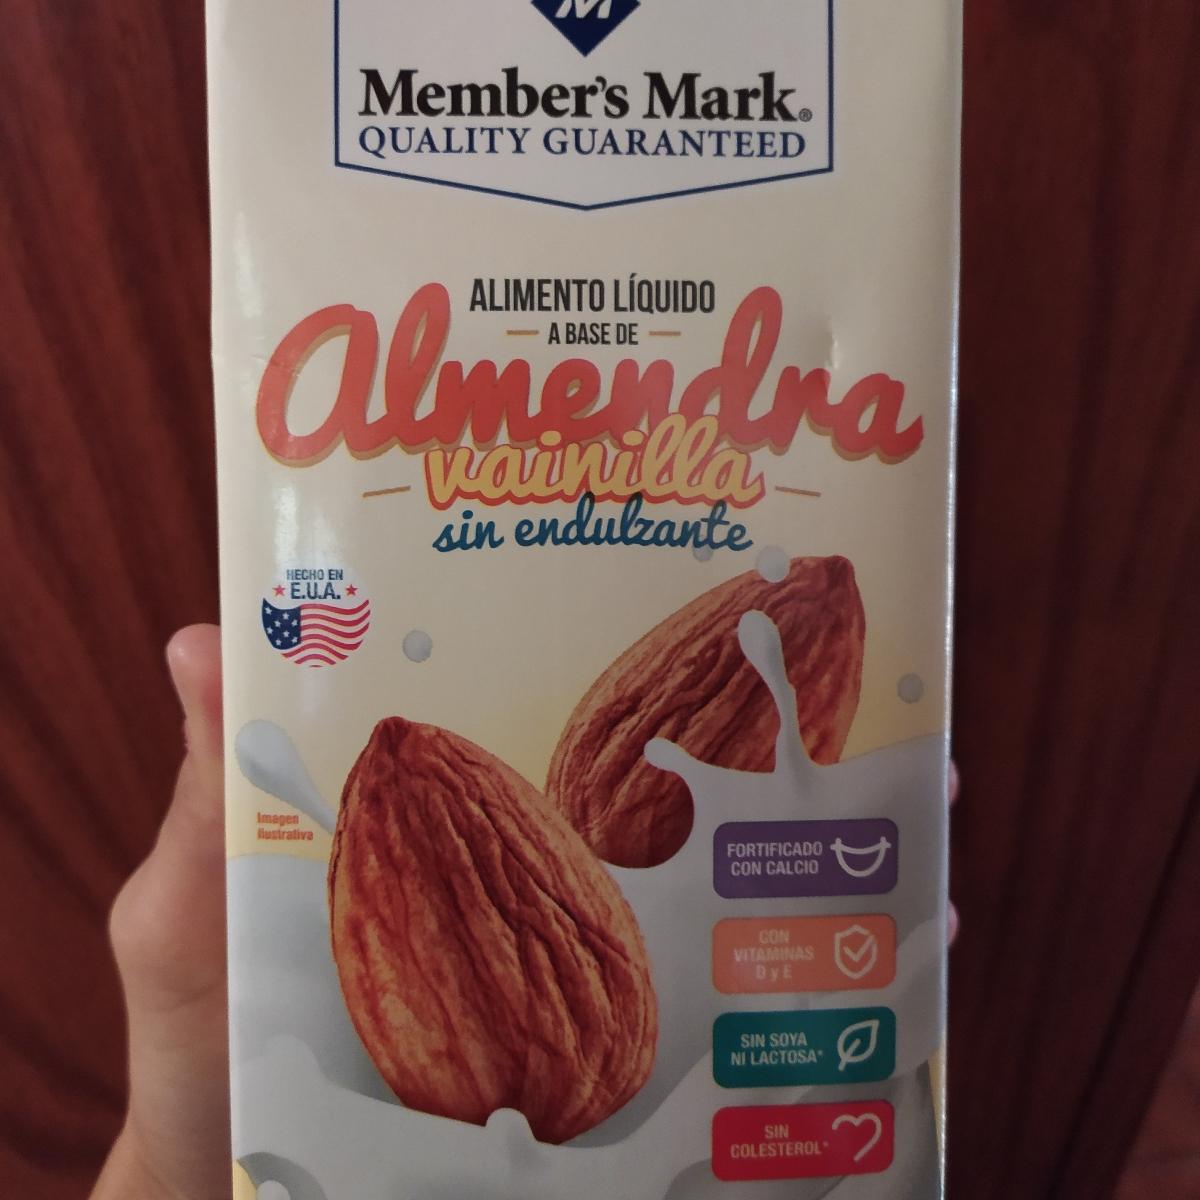 M
Member's Mark®
QUALITY GUARANTEED
ALIMENTO LÍQUIDO
A BASE DE
Almendra
vainilla
sin endulzante
HECHO EN
E.U.A.
Imagen
ilustrativa
FORTIFICADO
CON CALCIO
CON
VITAMINAS
D y E
SIN SOYA
NI LACTOSA*
SIN
COLESTEROL*